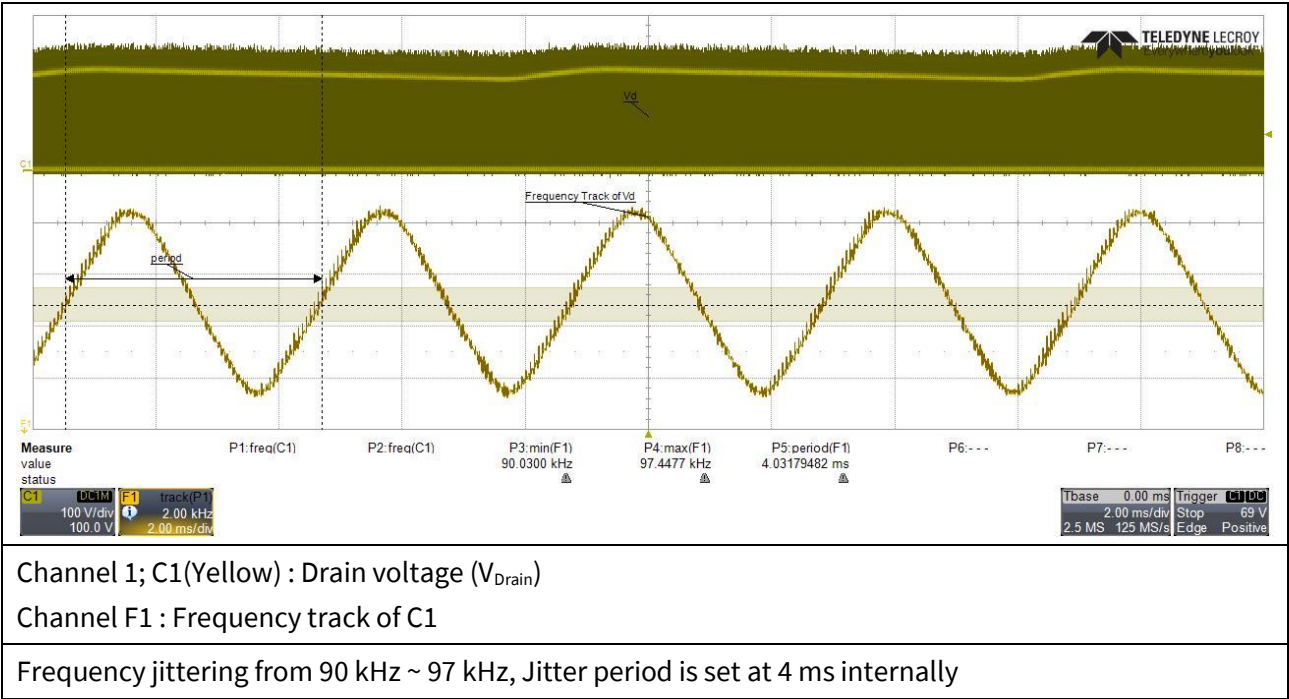 TELEDYNE LECROY
Everywhereyoulook
Vd
C1
Frequency Track of Vd
period
F1
Measure P1:freq(C1) P2:freq(C1) P3:min(F1) P4:max(F1) P5:period(F1) P6:- - - P7:- - - P8:- - -
value 90.0300 kHz 97.4477 kHz 4.03179482 ms
status
C1 DC1M F1 track(P1) Tbase 0.00 ms Trigger C1 DC
100 V/div 2.00 kHz 2.00 ms/div Stop 69 V
100.0 V 2.00 ms/div 2.5 MS 125 MS/s Edge Positive
Channel 1; C1(Yellow) : Drain voltage (VDrain)
Channel F1 : Frequency track of C1
Frequency jittering from 90 kHz ~ 97 kHz, Jitter period is set at 4 ms internally